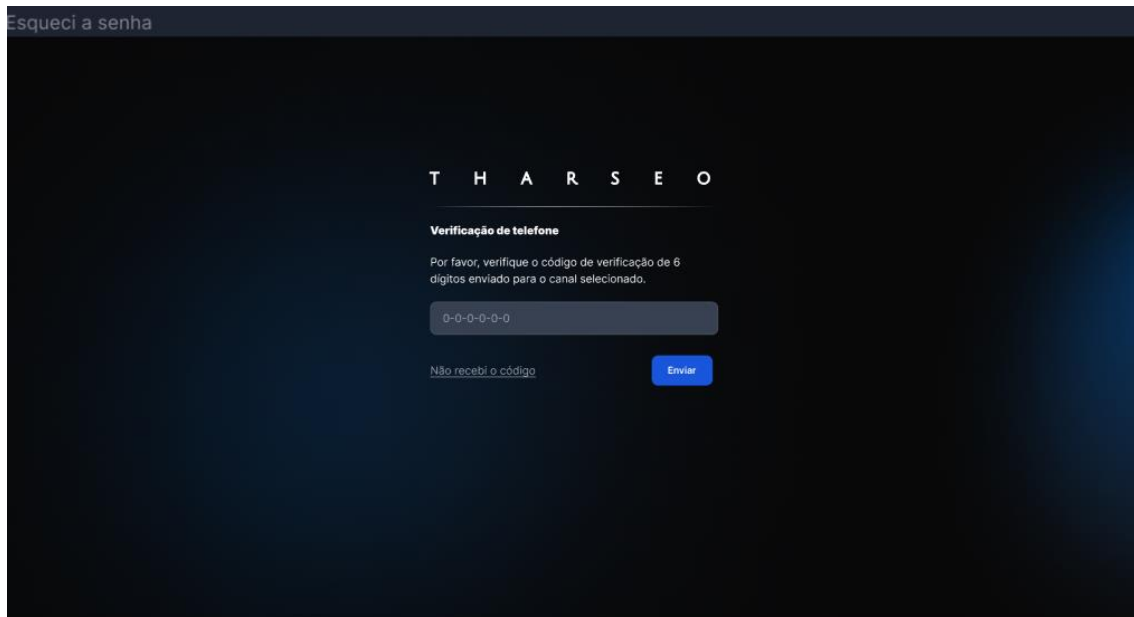 Esqueci a senha
T H A R S E O
Verificação de telefone
Por favor, verifique o código de verificação de 6
dígitos enviado para o canal selecionado.
0-0-0-0-0-0
Não recebi o código
Enviar